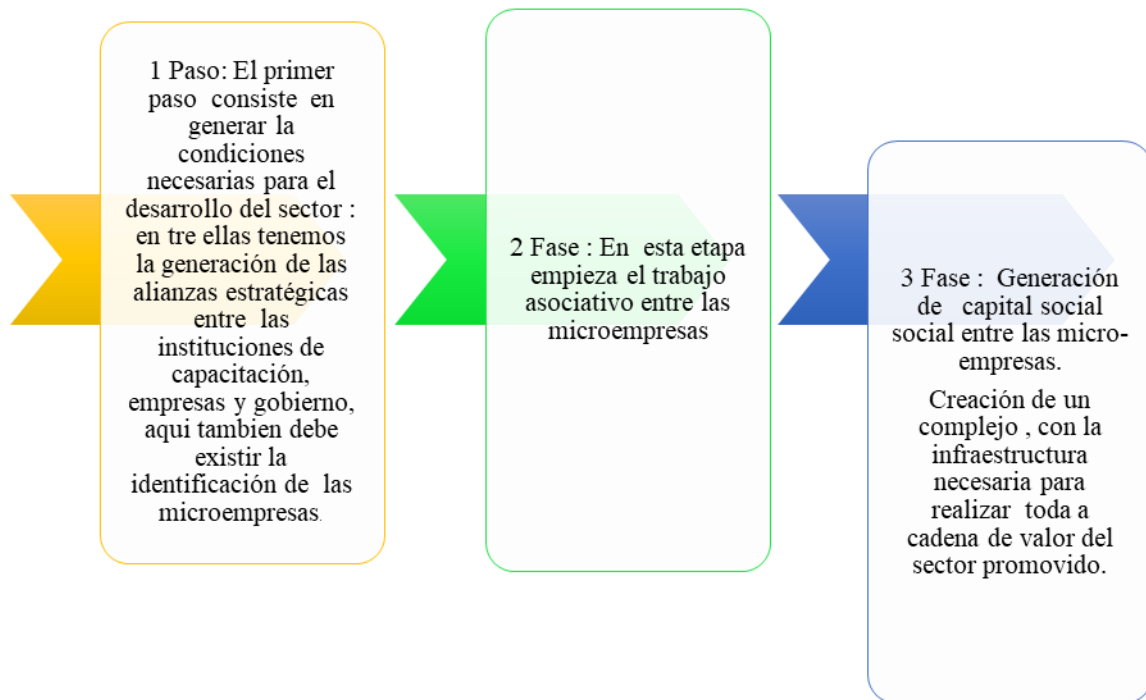 1 Paso: El primer
paso consiste en
generar la
condiciones
necesarias para el
desarrollo del sector :
en tre ellas tenemos
la generación de las
alianzas estratégicas
entre las
instituciones de
capacitación,
empresas y gobierno,
aqui tambien debe
existir la
identificación de las
microempresas.
2 Fase : En esta etapa
empieza el trabajo
asociativo entre las
microempresas
3 Fase : Generación
de capital social
social entre las micro-
empresas.
Creación de un
complejo , con la
infraestructura
necesaria para
realizar toda a
cadena de valor del
sector promovido.